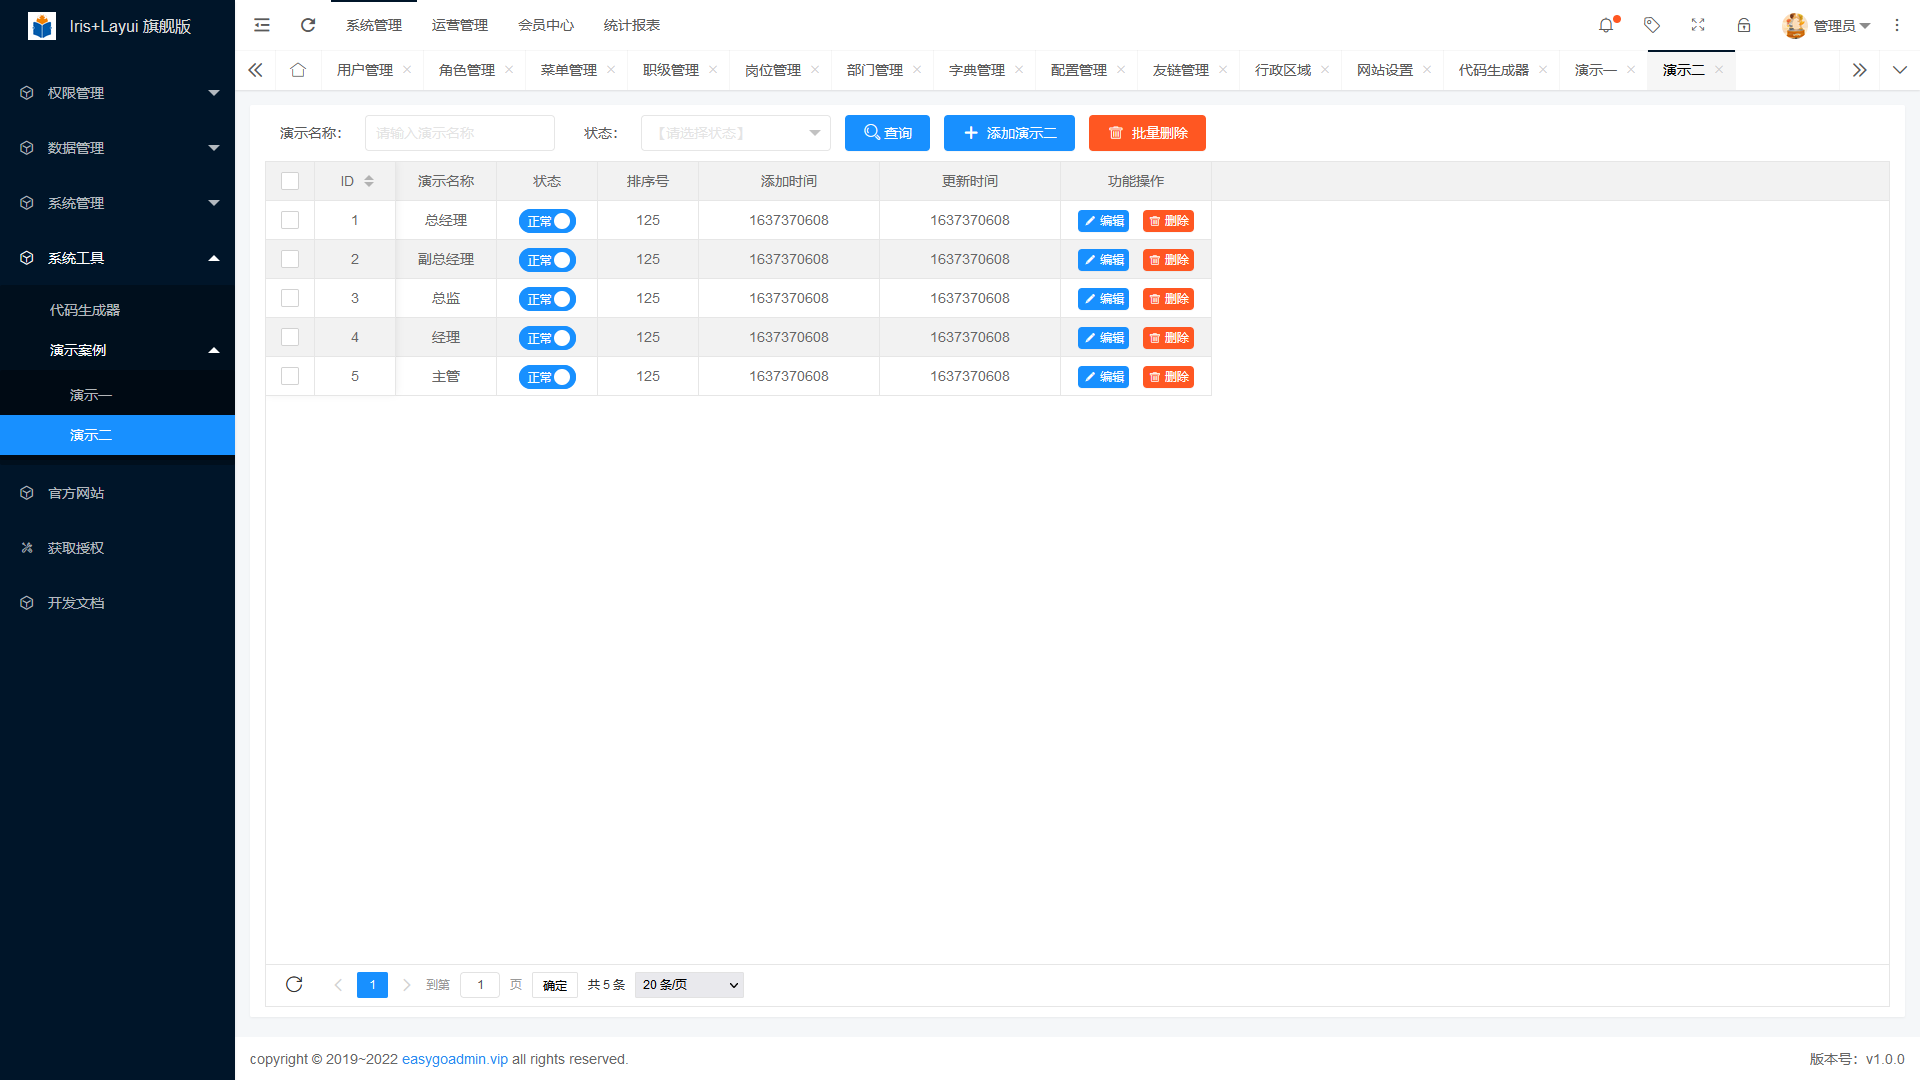 Iris+Layui 旗舰版
系统管理 运营管理 会员中心 统计报表
管理员
用户管理 角色管理 菜单管理 职级管理 岗位管理 部门管理 字典管理 配置管理 友链管理 行政区域 网站设置 代码生成器 演示一 演示二
权限管理
数据管理
系统管理
系统工具
代码生成器
演示案例
演示一
演示二
官方网站
获取授权
开发文档
演示名称： 请输入演示名称 状态： 【请选择状态】 查询 添加演示二 批量删除
ID 演示名称 状态 排序号 添加时间 更新时间 功能操作
1 总经理 正常 125 1637370608 1637370608 编辑 删除
2 副总经理 正常 125 1637370608 1637370608 编辑 删除
3 总监 正常 125 1637370608 1637370608 编辑 删除
4 经理 正常 125 1637370608 1637370608 编辑 删除
5 主管 正常 125 1637370608 1637370608 编辑 删除
1 到第 1 页 确定 共 5 条 20 条/页
copyright © 2019~2022 easygoadmin.vip all rights reserved.
版本号：v1.0.0